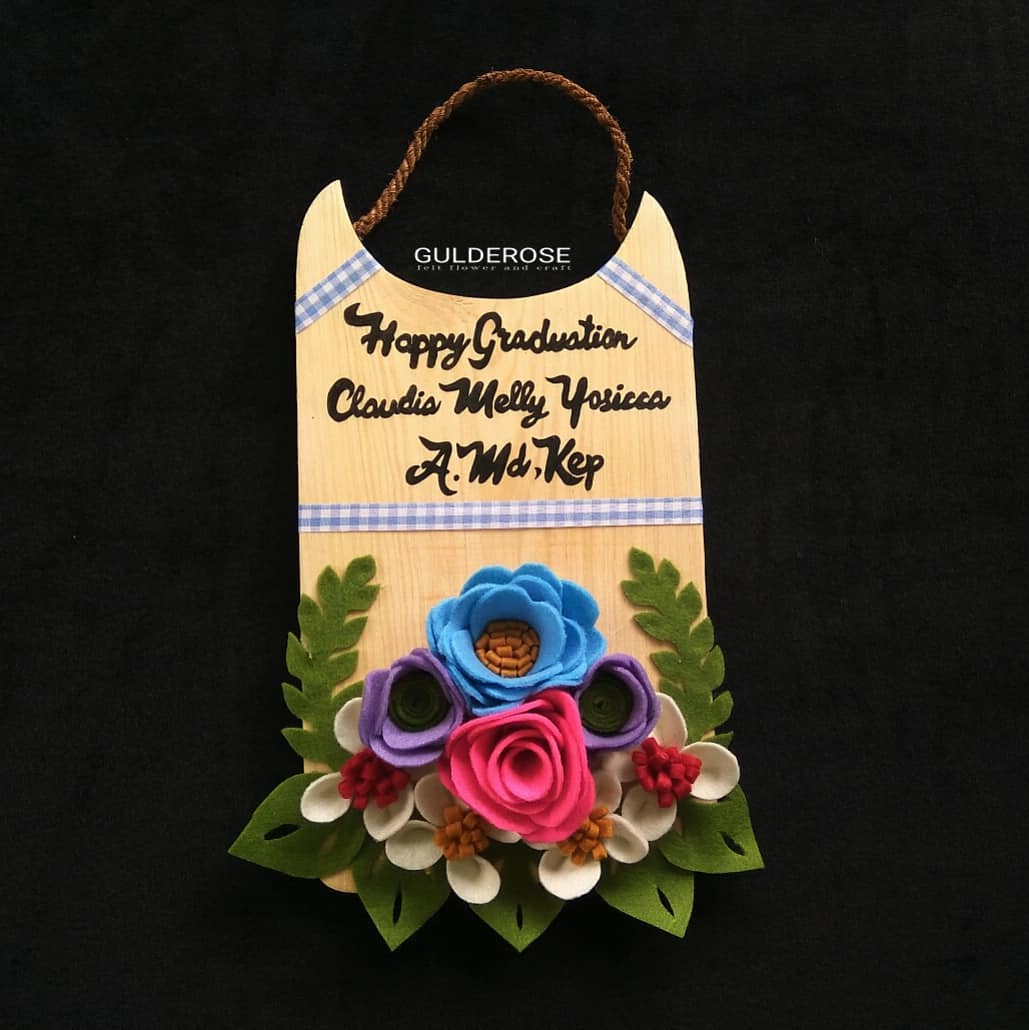 GULDEROSE
felt flower and craft
Happy Graduation
Claudia Melly Yosicca
A.Md,Kep